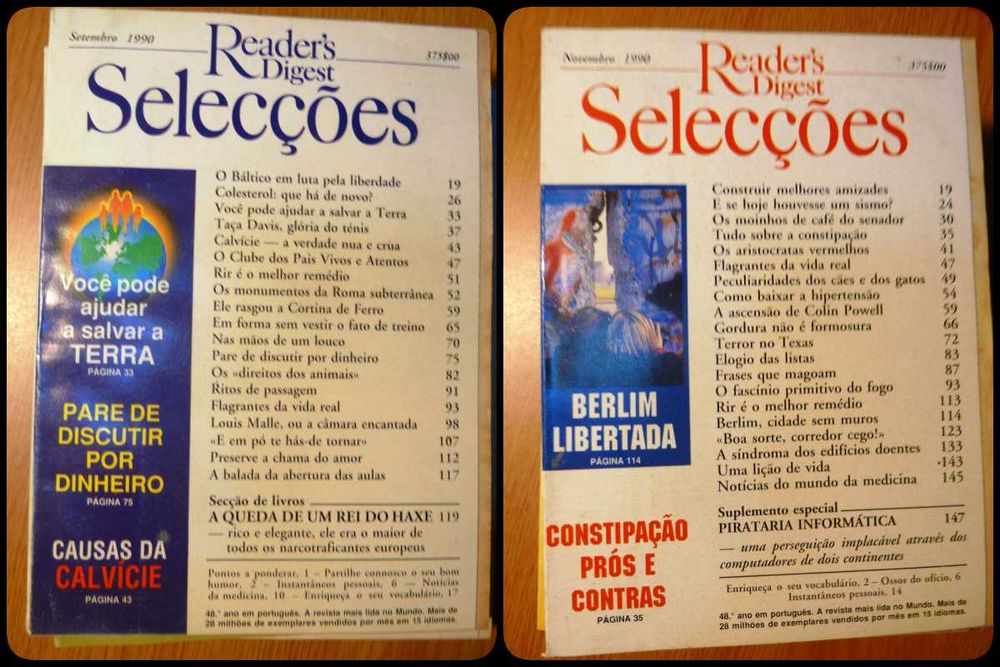 Setembro 1990
375$00
Reader's
Digest
Selecções
Você pode
ajudar
a salvar a
TERRA
PÁGINA 33
PARE DE
DISCUTIR
POR
DINHEIRO
PÁGINA 75
CAUSAS DA
CALVÍCIE
PÁGINA 43
O Báltico em luta pela liberdade 19
Colesterol: que há de novo? 26
Você pode ajudar a salvar a Terra 33
Taça Davis, glória do ténis 37
Calvície — a verdade nua e crua 43
O Clube dos Pais Vivos e Atentos 47
Rir é o melhor remédio 51
Os monumentos da Roma subterrânea 52
Ele rasgou a Cortina de Ferro 59
Em forma sem vestir o fato de treino 65
Nas mãos de um louco 70
Pare de discutir por dinheiro 75
Os «direitos dos animais» 82
Ritos de passagem 91
Flagrantes da vida real 93
Louis Malle, ou a câmara encantada 98
«E em pó te hás-de tornar» 107
Preserve a chama do amor 112
A balada da abertura das aulas 117
Secção de livros
A QUEDA DE UM REI DO HAXE 119
— rico e elegante, ele era o maior de
todos os narcotraficantes europeus
Pontos a ponderar, 1 – Partilhe connosco o seu bom
humor, 2 – Instantâneos pessoais, 6 — Notícias
da medicina, 10 – Enriqueça o seu vocabulário, 17
48.° ano em português. A revista mais lida no Mundo. Mais de
28 milhões de exemplares vendidos por mês em 15 idiomas.
Novembro 1990
375$00
Reader's
Digest
Selecções
BERLIM
LIBERTADA
PÁGINA 114
CONSTIPAÇÃO
PRÓS E
CONTRAS
PÁGINA 35
Construir melhores amizades 19
E se hoje houvesse um sismo? 24
Os moinhos de café do senador 30
Tudo sobre a constipação 35
Os aristocratas vermelhos 41
Flagrantes da vida real 47
Peculiaridades dos cães e dos gatos 49
Como baixar a hipertensão 54
A ascensão de Colin Powell 59
Gordura não é formosura 66
Terror no Texas 72
Elogio das listas 83
Frases que magoam 87
O fascínio primitivo do fogo 93
Rir é o melhor remédio 113
Berlim, cidade sem muros 114
«Boa sorte, corredor cego!» 123
A síndroma dos edifícios doentes 133
Uma lição de vida 143
Notícias do mundo da medicina 145
Suplemento especial
PIRATARIA INFORMÁTICA 147
— uma perseguição implacável através dos
computadores de dois continentes
Enriqueça o seu vocabulário, 2 – Ossos do ofício, 6
Instantâneos pessoais, 14
48.° ano em português. A revista mais lida no Mundo. Mais de
28 milhões de exemplares vendidos por mês em 15 idiomas.